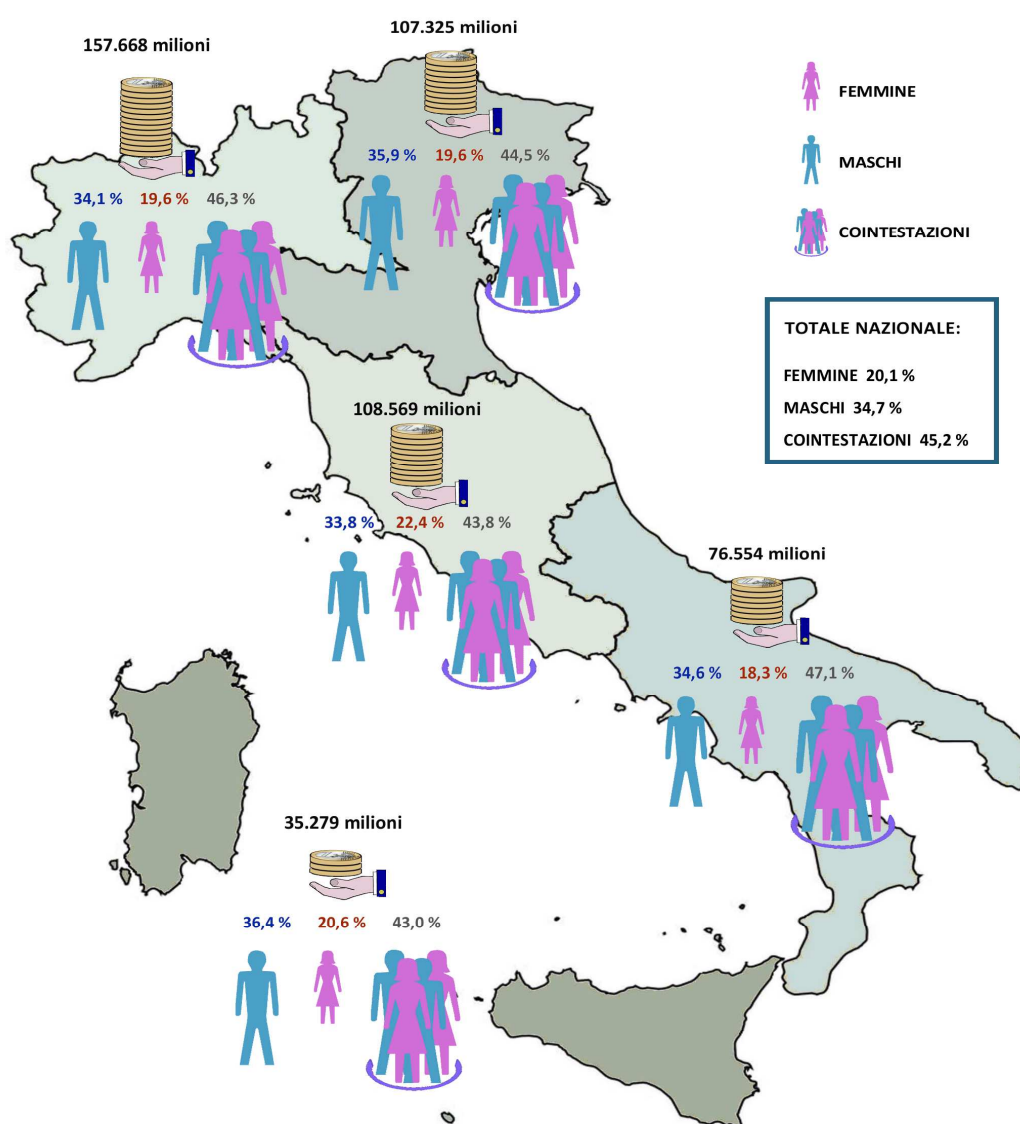 107.325 milioni
157.668 milioni
FEMMINE
MASCHI
COINTESTAZIONI
35,9 % 19,6 % 44,5 %
34,1 % 19,6 % 46,3 %
TOTALE NAZIONALE:
FEMMINE 20,1 %
MASCHI 34,7 %
COINTESTAZIONI 45,2 %
108.569 milioni
33,8 % 22,4 % 43,8 %
76.554 milioni
34,6 % 18,3 % 47,1 %
35.279 milioni
36,4 % 20,6 % 43,0 %